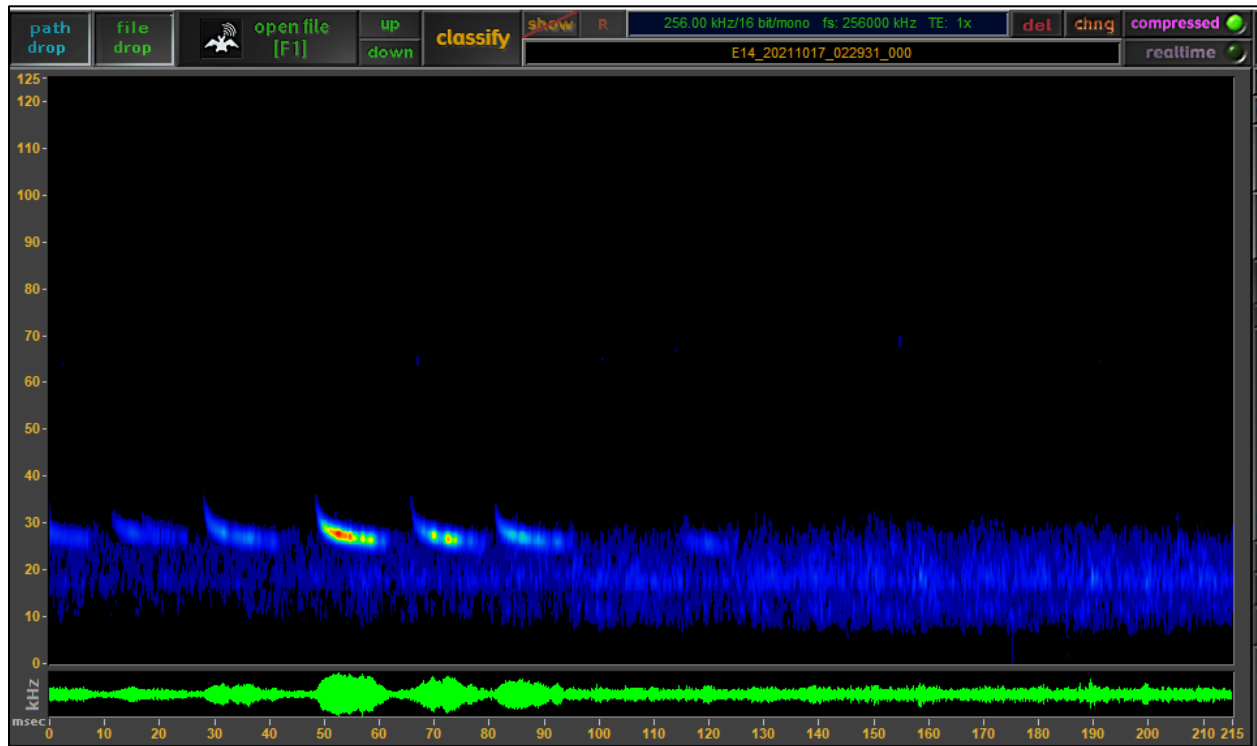 path drop
file drop
open file [F1]
up
down
classify
show
R
256.00 kHz/16 bit/mono fs: 256000 kHz TE: 1x
del
chng
compressed
E14_20211017_022931_000
realtime
125
120
110
100
90
80
70
60
50
40
30
20
10
0
kHz
msec
0 10 20 30 40 50 60 70 80 90 100 110 120 130 140 150 160 170 180 190 200 210 215